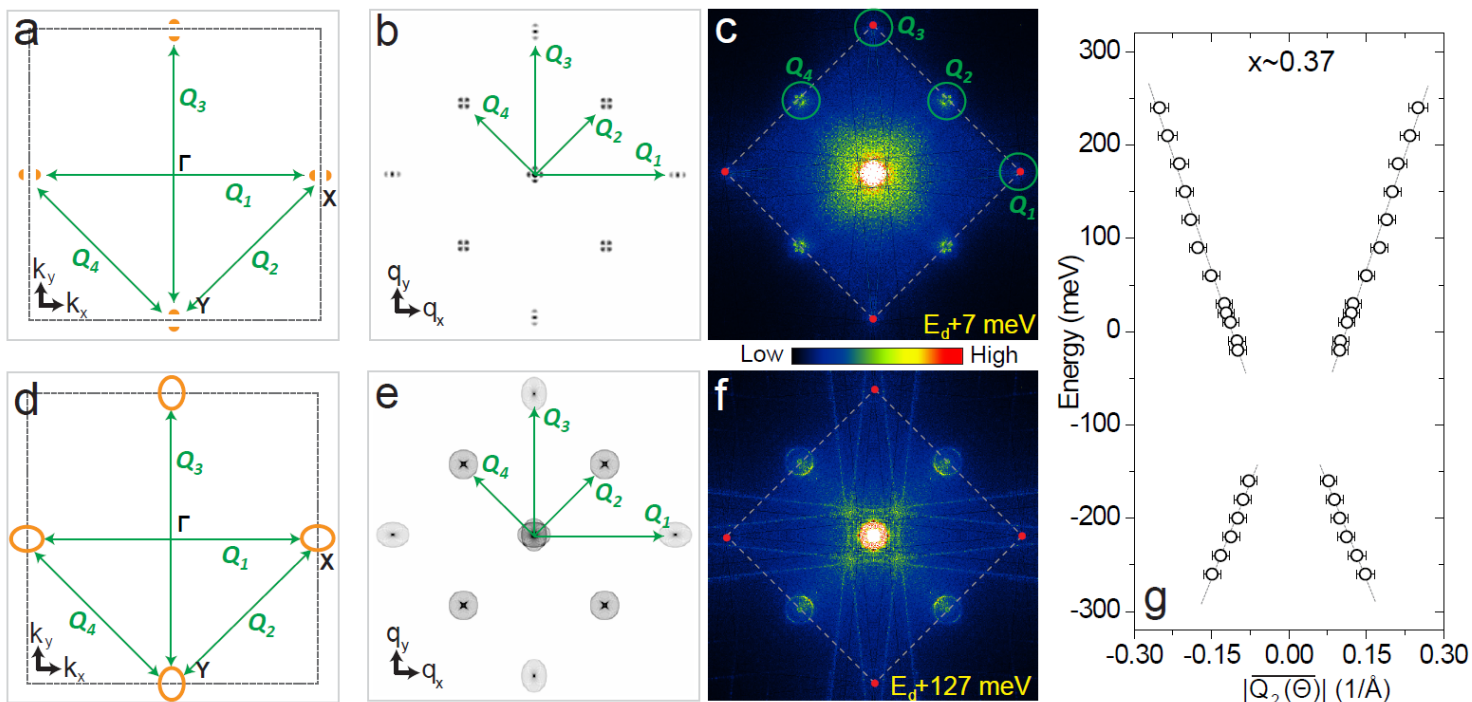 a
Q3
Γ
Q1
X
Q4
Q2
Y
ky
kx
b
Q3
Q4
Q2
Q1
qy
qx
c
Q3
Q4
Q2
Q1
Ed+7 meV
Low High
d
Q3
Γ
Q1
X
Q4
Q2
Y
ky
kx
e
Q3
Q4
Q2
Q1
qy
qx
f
Ed+127 meV
g
x~0.37
Energy (meV)
300
200
100
0
-100
-200
-300
-0.30 -0.15 0.00 0.15 0.30
|Q2(Θ)| (1/Å)